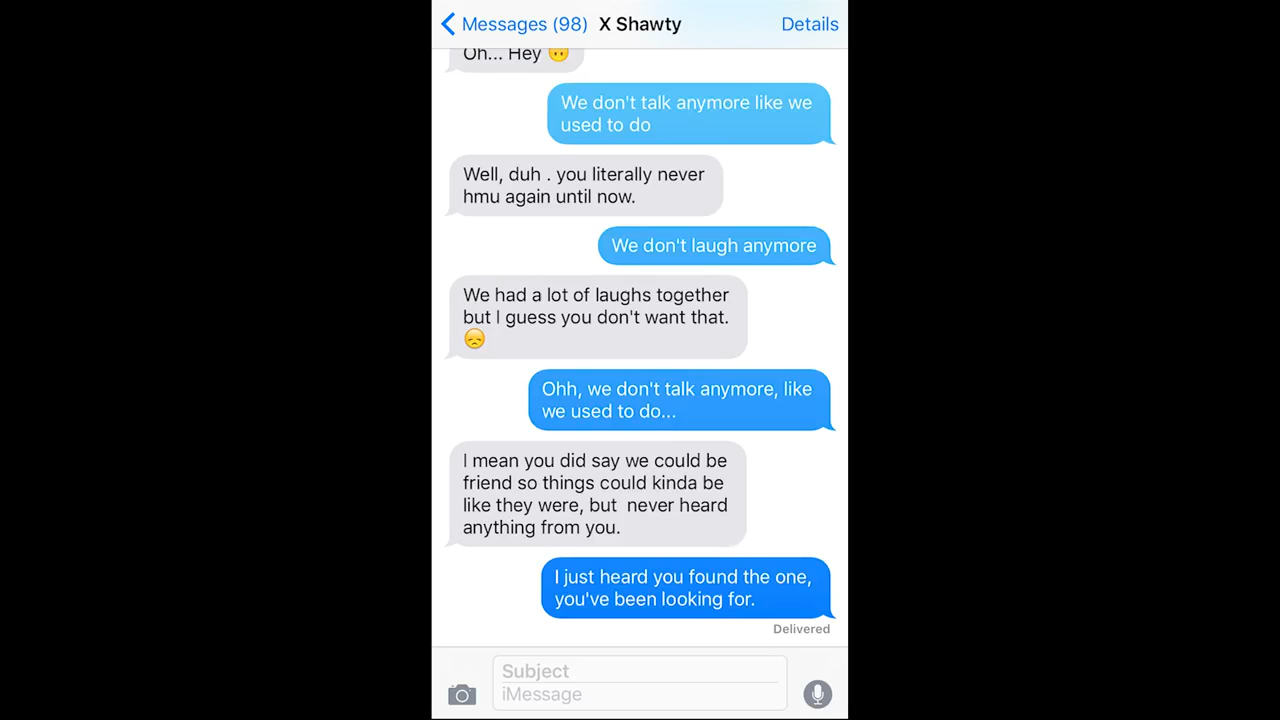 Messages (98) X Shawty Details
Oh... Hey 😶
We don't talk anymore like we
used to do
Well, duh . you literally never
hmu again until now.
We don't laugh anymore
We had a lot of laughs together
but I guess you don't want that.
😞
Ohh, we don't talk anymore, like
we used to do...
I mean you did say we could be
friend so things could kinda be
like they were, but  never heard
anything from you.
I just heard you found the one,
you've been looking for.
Delivered
Subject
iMessage